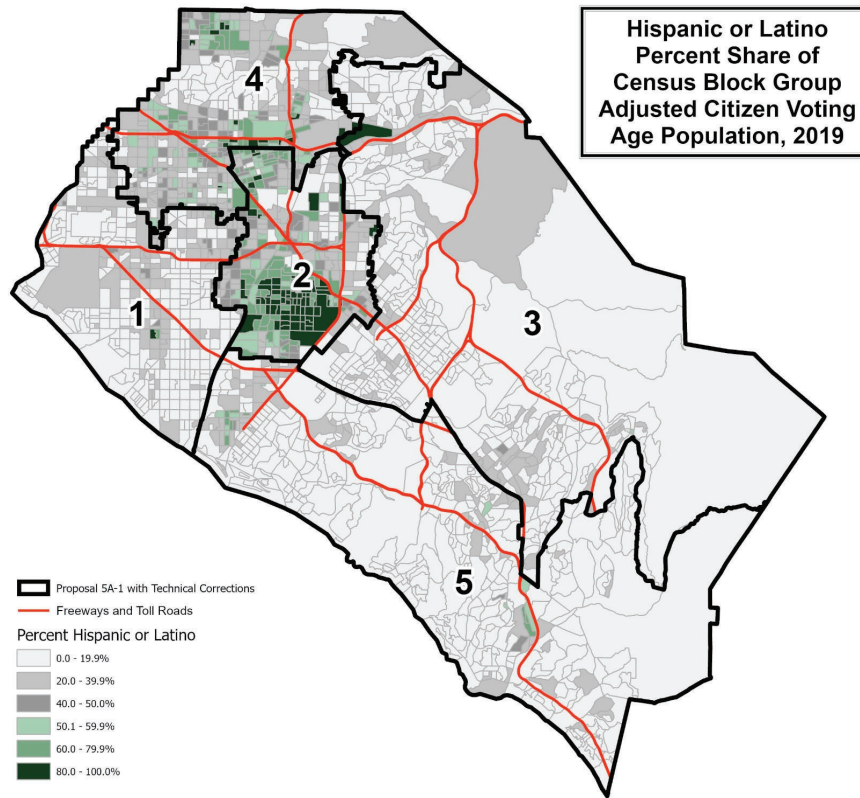 Hispanic or Latino
Percent Share of
Census Block Group
Adjusted Citizen Voting
Age Population, 2019
4
2
1
3
5
Proposal 5A-1 with Technical Corrections
Freeways and Toll Roads
Percent Hispanic or Latino
0.0 - 19.9%
20.0 - 39.9%
40.0 - 50.0%
50.1 - 59.9%
60.0 - 79.9%
80.0 - 100.0%